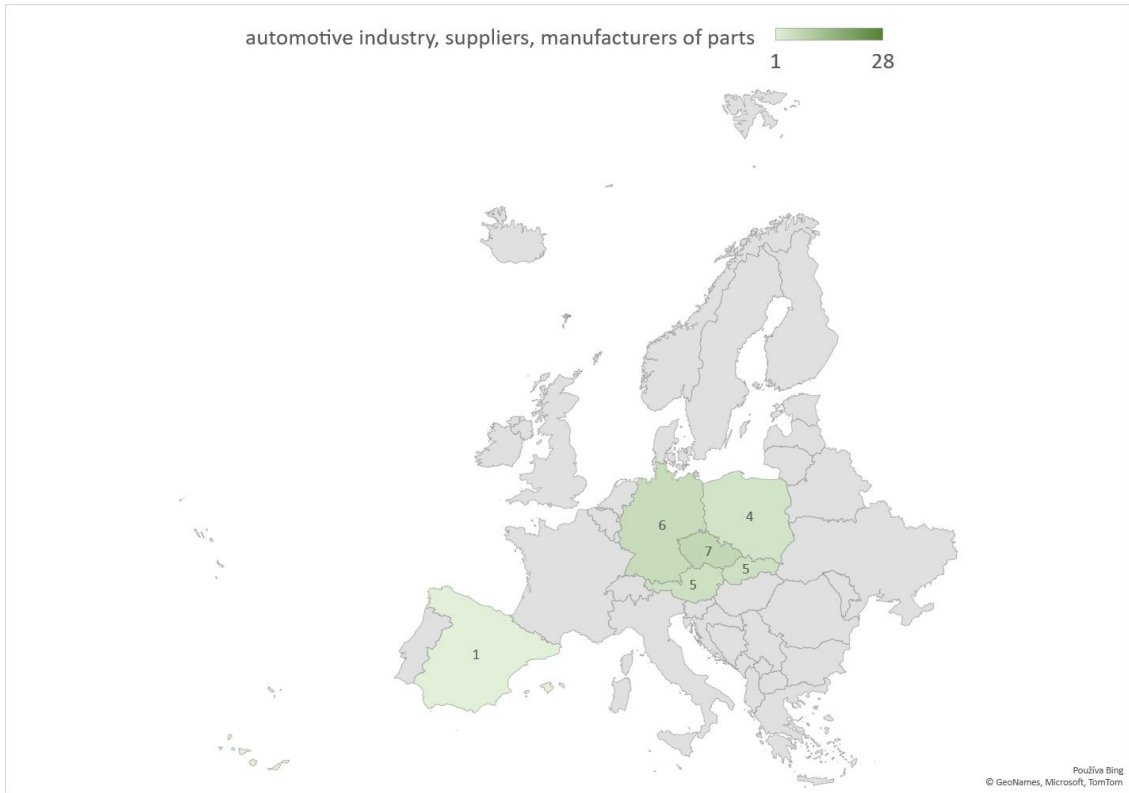 automotive industry, suppliers, manufacturers of parts
1 28
6
4
7
5
5
1
Používa Bing
© GeoNames, Microsoft, TomTom